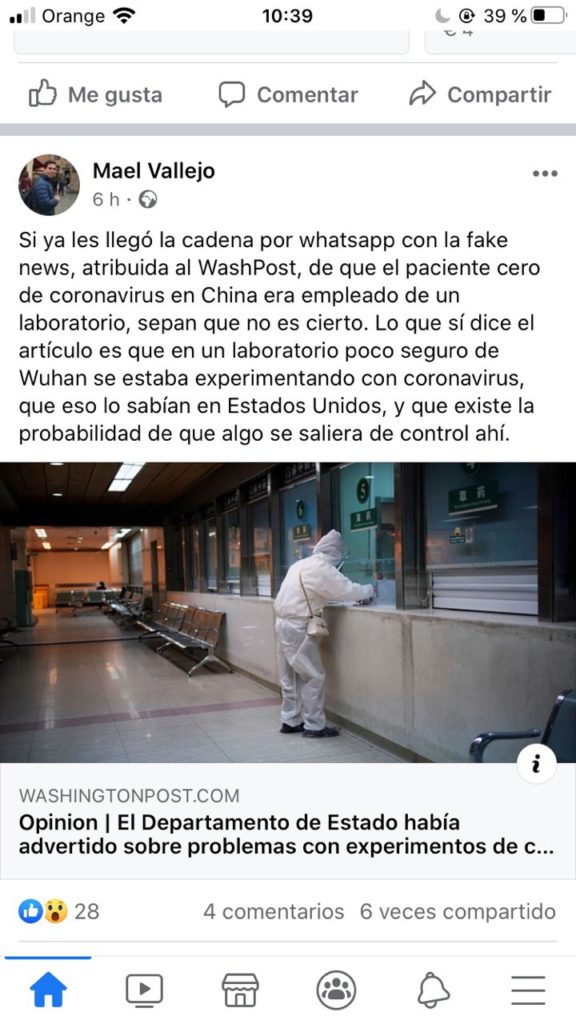 Orange
10:39
39 %
€ 4
Me gusta
Comentar
Compartir
Mael Vallejo
6 h ·
Si ya les llegó la cadena por whatsapp con la fake
news, atribuida al WashPost, de que el paciente cero
de coronavirus en China era empleado de un
laboratorio, sepan que no es cierto. Lo que sí dice el
artículo es que en un laboratorio poco seguro de
Wuhan se estaba experimentando con coronavirus,
que eso lo sabían en Estados Unidos, y que existe la
probabilidad de que algo se saliera de control ahí.
取药
WASHINGTONPOST.COM
Opinion | El Departamento de Estado había
advertido sobre problemas con experimentos de c...
28
4 comentarios
6 veces compartido